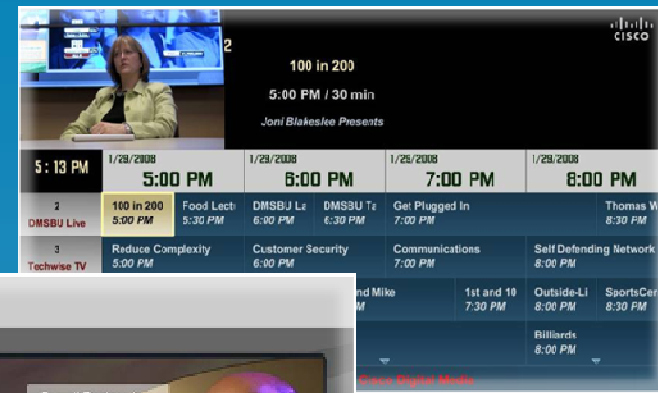 CISCO
2
100 in 200
5:00 PM / 30 min
Joni Blakeslee Presents
5:13 PM
1/29/2008 1/29/2008 1/29/2008 1/29/2008
5:00 PM 6:00 PM 7:00 PM 8:00 PM
2 100 in 200 Food Lect DMSBU La DMSBU Ta Get Plugged In Thomas W
DMSBU Live 5:00 PM 5:30 PM 6:00 PM 6:30 PM 7:00 PM 8:30 PM
3 Reduce Complexity Customer Security Communications Self Defending Network
Techwise TV 5:00 PM 6:00 PM 7:00 PM 8:00 PM
nd Mike 1st and 10 Outside-Li SportsCer
M 7:30 PM 8:00 PM 8:30 PM
Billiards
8:00 PM
Cisco Digital Media